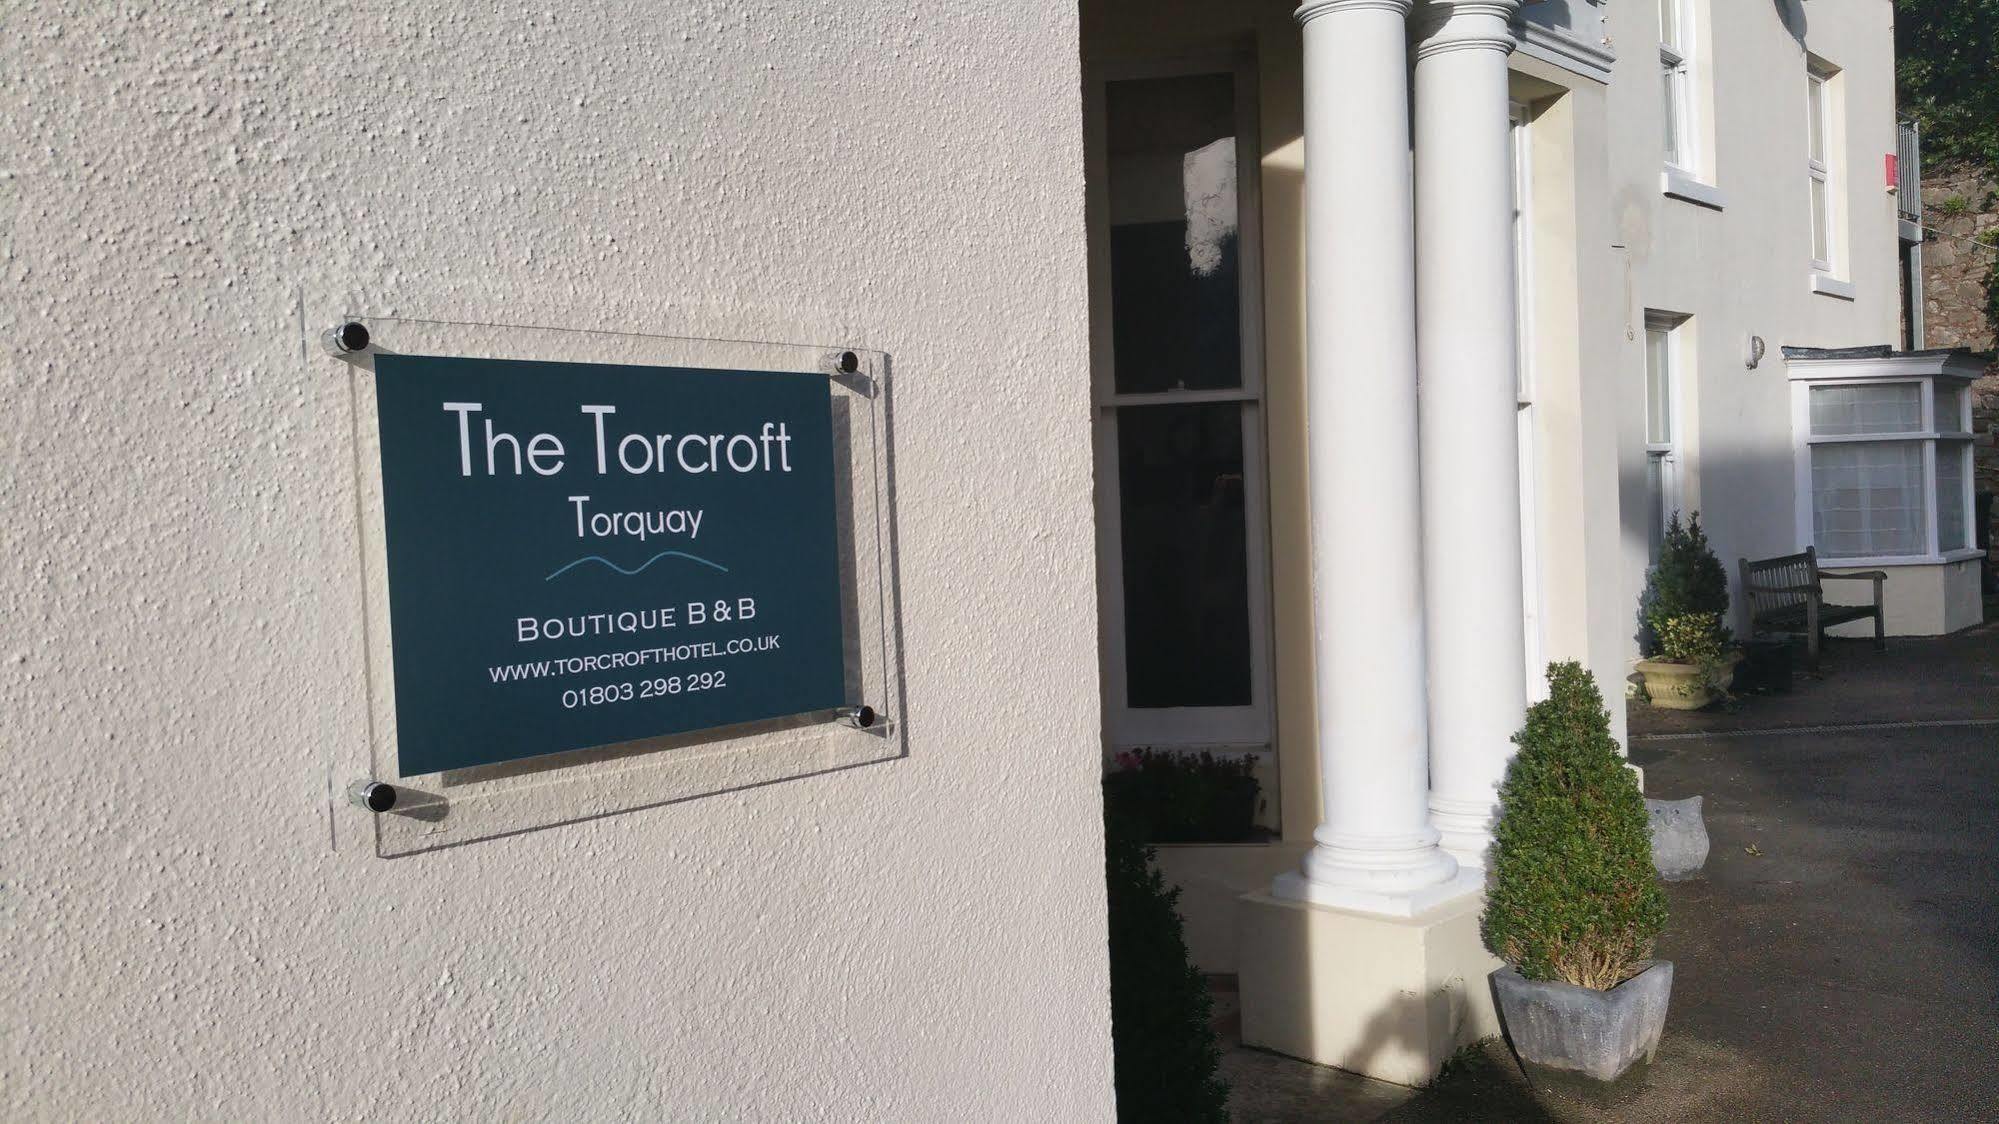 The Torcroft
Torquay
BOUTIQUE B & B
WWW.TORCROFTHOTEL.CO.UK
01803 298 292